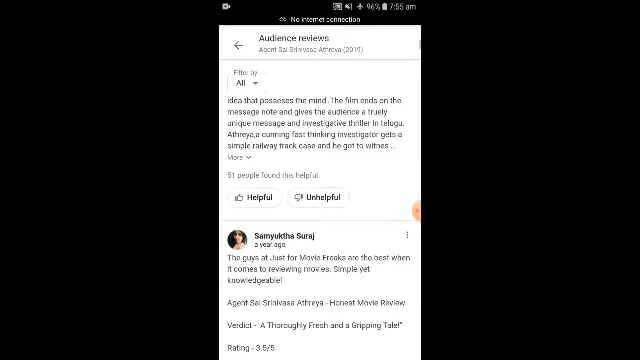 96% 7:55 am
No internet connection
Audience reviews
Agent Sai Srinivasa Athreya (2019)
Filter by
All
idea that posseses the mind .The film ends on the
message note and gives the audience a truely
unique message and investigative thriller in telugu.
Athreya,a cunning fast thinking investigator gets a
simple railway track case and he got to witnes ...
More
51 people found this helpful.
Helpful Unhelpful
Samyuktha Suraj
a year ago
The guys at Just for Movie Freaks are the best when
it comes to reviewing movies. Simple yet
knowledgeable!
Agent Sai Srinivasa Athreya - Honest Movie Review
Verdict - "A Thoroughly Fresh and a Gripping Tale!"
Rating - 3.5/5